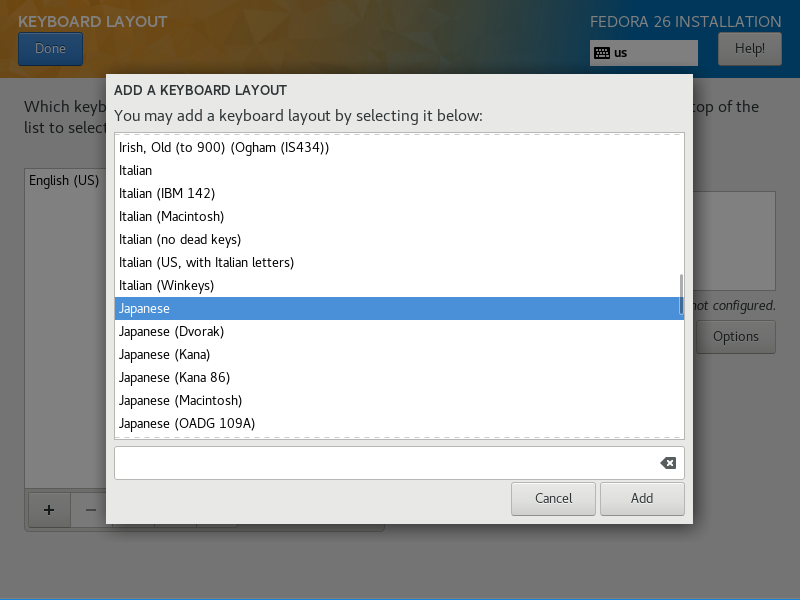 KEYBOARD LAYOUT
FEDORA 26 INSTALLATION
Done
us
Help!
ADD A KEYBOARD LAYOUT
You may add a keyboard layout by selecting it below:
Which keyb
top of the
list to select
Irish, Old (to 900) (Ogham (IS434))
Italian
Italian (IBM 142)
Italian (Macintosh)
Italian (no dead keys)
Italian (US, with Italian letters)
Italian (Winkeys)
Japanese
Japanese (Dvorak)
Japanese (Kana)
Japanese (Kana 86)
Japanese (Macintosh)
Japanese (OADG 109A)
English (US)
not configured.
Options
+ −
Cancel
Add